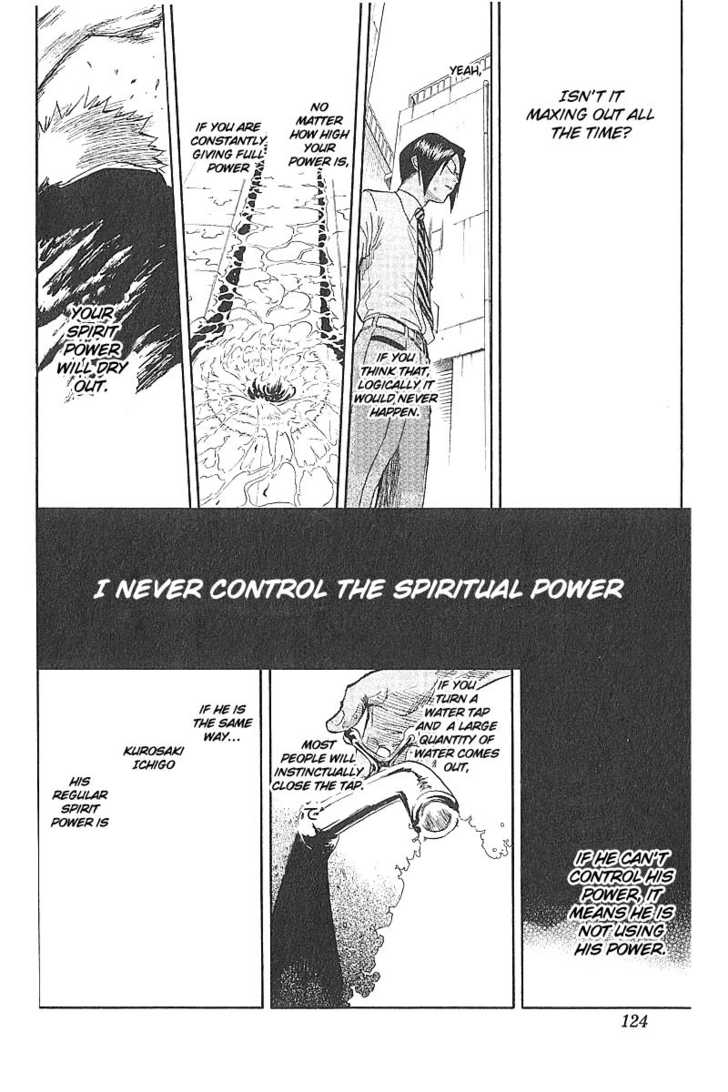 ISN'T IT
MAXING OUT ALL
THE TIME?
YEAH,
IF YOU
THINK THAT,
LOGICALLY IT
WOULD NEVER
HAPPEN.
NO
MATTER
HOW HIGH
YOUR
POWER IS,
IF YOU ARE
CONSTANTLY
GIVING FULL
POWER
YOUR
SPIRIT
POWER
WILL DRY
OUT.
I NEVER CONTROL THE SPIRITUAL POWER
IF HE CAN'T
CONTROL HIS
POWER, IT
MEANS HE IS
NOT USING
HIS POWER.
IF YOU
TURN A
WATER TAP
AND A LARGE
QUANTITY OF
WATER COMES
OUT,
MOST
PEOPLE WILL
INSTINCTUALLY
CLOSE THE TAP.
で
IF HE IS
THE SAME
WAY...
KUROSAKI
ICHIGO
HIS
REGULAR
SPIRIT
POWER IS
124